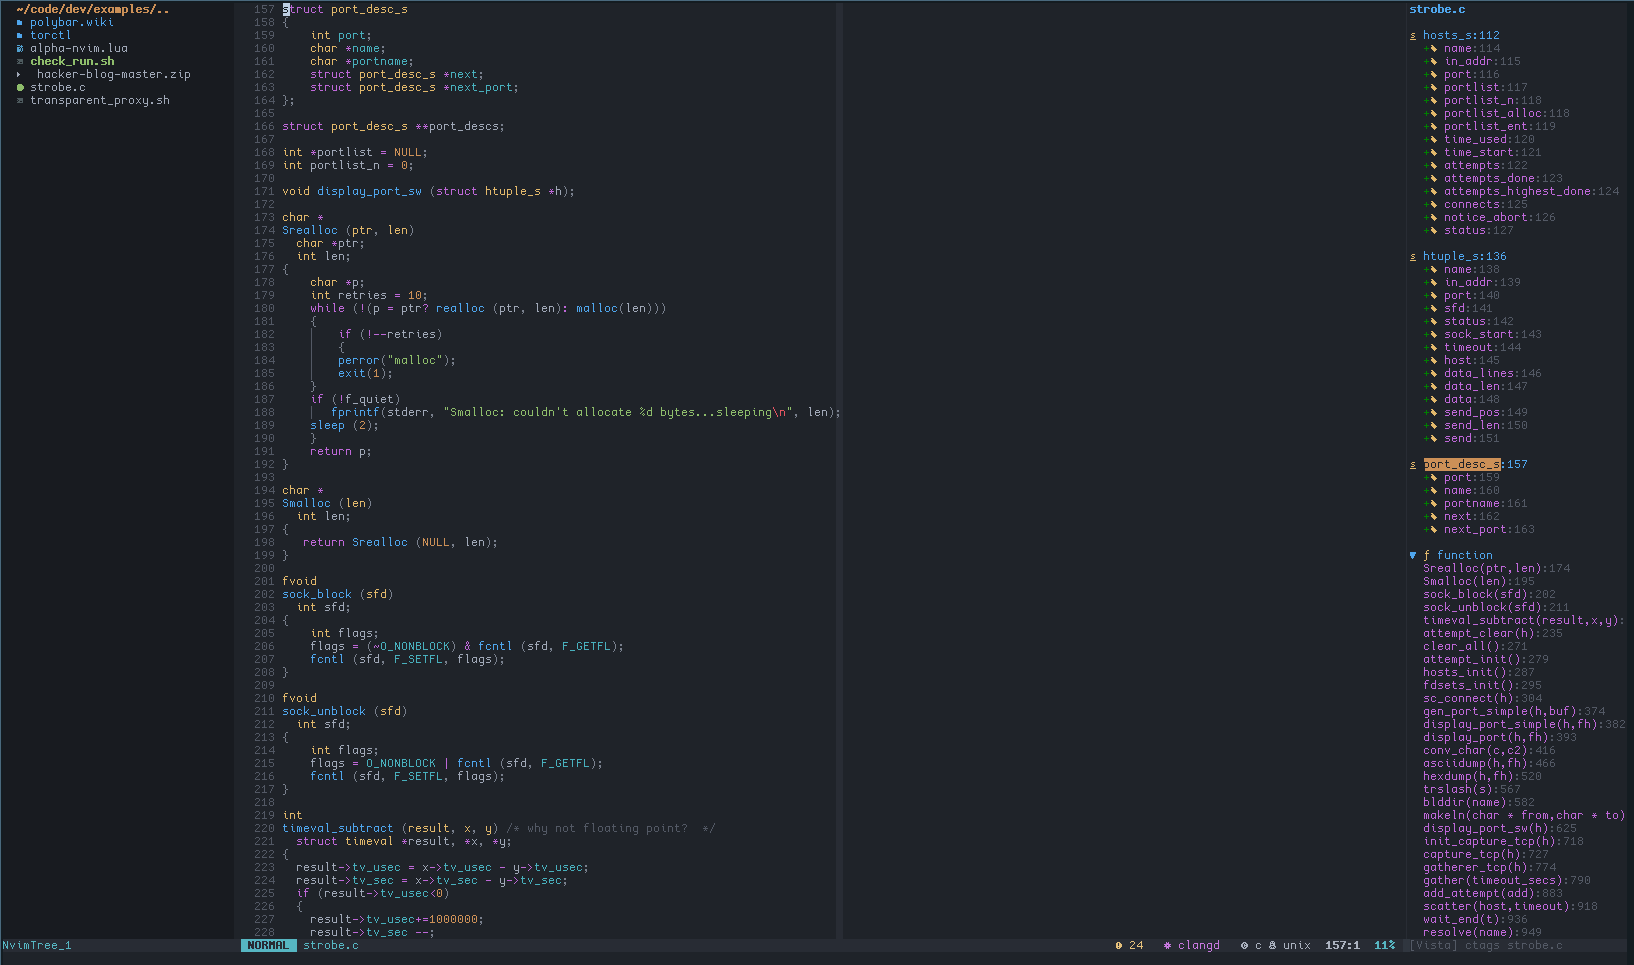 ~/code/dev/examples/..
polybar.wiki
torctl
alpha-nvim.lua
check_run.sh
hacker-blog-master.zip
strobe.c
transparent_proxy.sh
157 struct port_desc_s
158 {
159     int port;
160     char *name;
161     char *portname;
162     struct port_desc_s *next;
163     struct port_desc_s *next_port;
164 };
165
166 struct port_desc_s **port_descs;
167
168 int *portlist = NULL;
169 int portlist_n = 0;
170
171 void display_port_sw (struct htuple_s *h);
172
173 char *
174 Srealloc (ptr, len)
175   char *ptr;
176   int len;
177 {
178     char *p;
179     int retries = 10;
180     while (!(p = ptr? realloc (ptr, len): malloc(len)))
181     {
182         if (!--retries)
183         {
184         perror("malloc");
185         exit(1);
186     }
187     if (!f_quiet)
188        fprintf(stderr, "Smalloc: couldn't allocate %d bytes...sleeping\n", len);
189     sleep (2);
190     }
191     return p;
192 }
193
194 char *
195 Smalloc (len)
196   int len;
197 {
198    return Srealloc (NULL, len);
199 }
200
201 fvoid
202 sock_block (sfd)
203   int sfd;
204 {
205     int flags;
206     flags = (~O_NONBLOCK) & fcntl (sfd, F_GETFL);
207     fcntl (sfd, F_SETFL, flags);
208 }
209
210 fvoid
211 sock_unblock (sfd)
212   int sfd;
213 {
214     int flags;
215     flags = O_NONBLOCK | fcntl (sfd, F_GETFL);
216     fcntl (sfd, F_SETFL, flags);
217 }
218
219 int
220 timeval_subtract (result, x, y) /* why not floating point?  */
221   struct timeval *result, *x, *y;
222 {
223   result->tv_usec = x->tv_usec - y->tv_usec;
224   result->tv_sec = x->tv_sec - y->tv_sec;
225   if (result->tv_usec<0)
226   {
227     result->tv_usec+=1000000;
228     result->tv_sec --;
strobe.c
s hosts_s:112
+ name:114
+ in_addr:115
+ port:116
+ portlist:117
+ portlist_n:118
+ portlist_alloc:118
+ portlist_ent:119
+ time_used:120
+ time_start:121
+ attempts:122
+ attempts_done:123
+ attempts_highest_done:124
+ connects:125
+ notice_abort:126
+ status:127
s htuple_s:136
+ name:138
+ in_addr:139
+ port:140
+ sfd:141
+ status:142
+ sock_start:143
+ timeout:144
+ host:145
+ data_lines:146
+ data_len:147
+ data:148
+ send_pos:149
+ send_len:150
+ send:151
s port_desc_s:157
+ port:159
+ name:160
+ portname:161
+ next:162
+ next_port:163
▼ ƒ function
Srealloc(ptr,len):174
Smalloc(len):195
sock_block(sfd):202
sock_unblock(sfd):211
timeval_subtract(result,x,y):
attempt_clear(h):235
clear_all():271
attempt_init():279
hosts_init():287
fdsets_init():295
sc_connect(h):304
gen_port_simple(h,buf):374
display_port_simple(h,fh):382
display_port(h,fh):393
conv_char(c,c2):416
asciidump(h,fh):466
hexdump(h,fh):520
trslash(s):567
blddir(name):582
makeln(char * from,char * to)
display_port_sw(h):625
init_capture_tcp(h):718
capture_tcp(h):727
gatherer_tcp(h):774
gather(timeout_secs):790
add_attempt(add):883
scatter(host,timeout):918
wait_end(t):936
resolve(name):949
NvimTree_1
NORMAL strobe.c
24 clangd c unix 157:1 11%
[Vista] ctags strobe.c